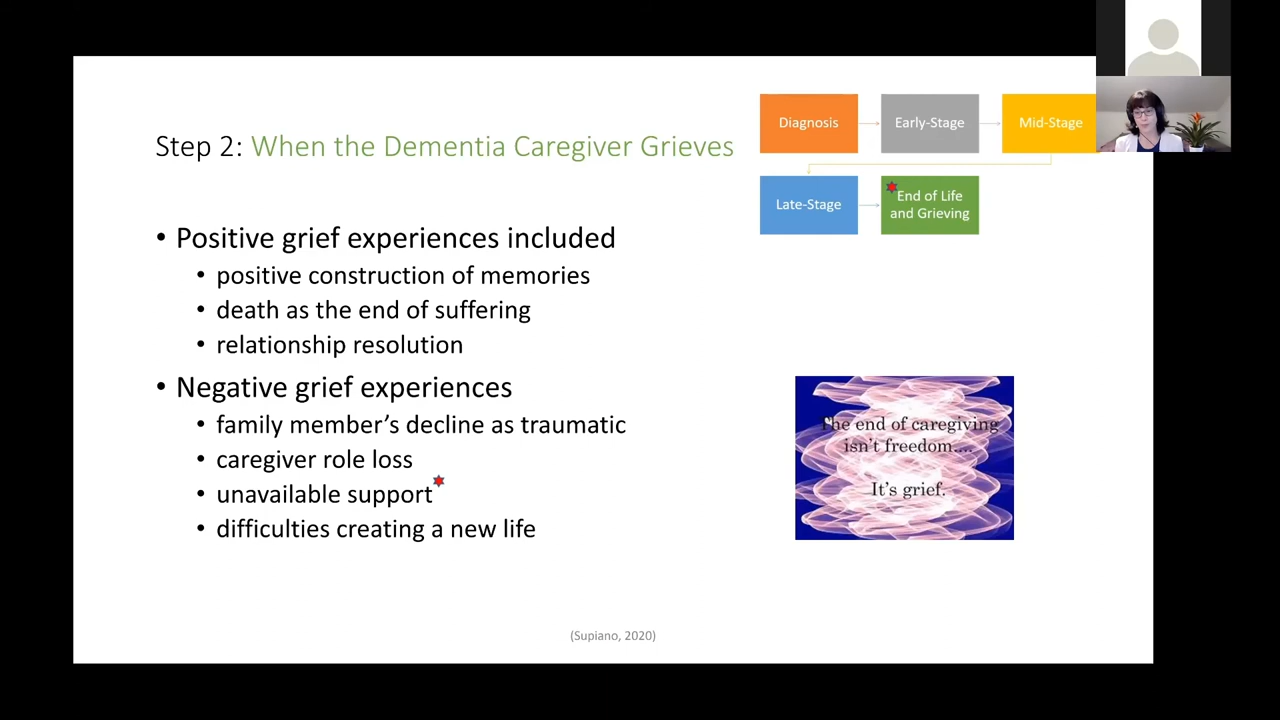 Step 2: When the Dementia Caregiver Grieves
Diagnosis
Early-Stage
Mid-Stage
Late-Stage
End of Life
and Grieving
• Positive grief experiences included
• positive construction of memories
• death as the end of suffering
• relationship resolution
• Negative grief experiences
• family member’s decline as traumatic
• caregiver role loss
• unavailable support
• difficulties creating a new life
The end of caregiving
isn’t freedom....
It’s grief.
(Supiano, 2020)